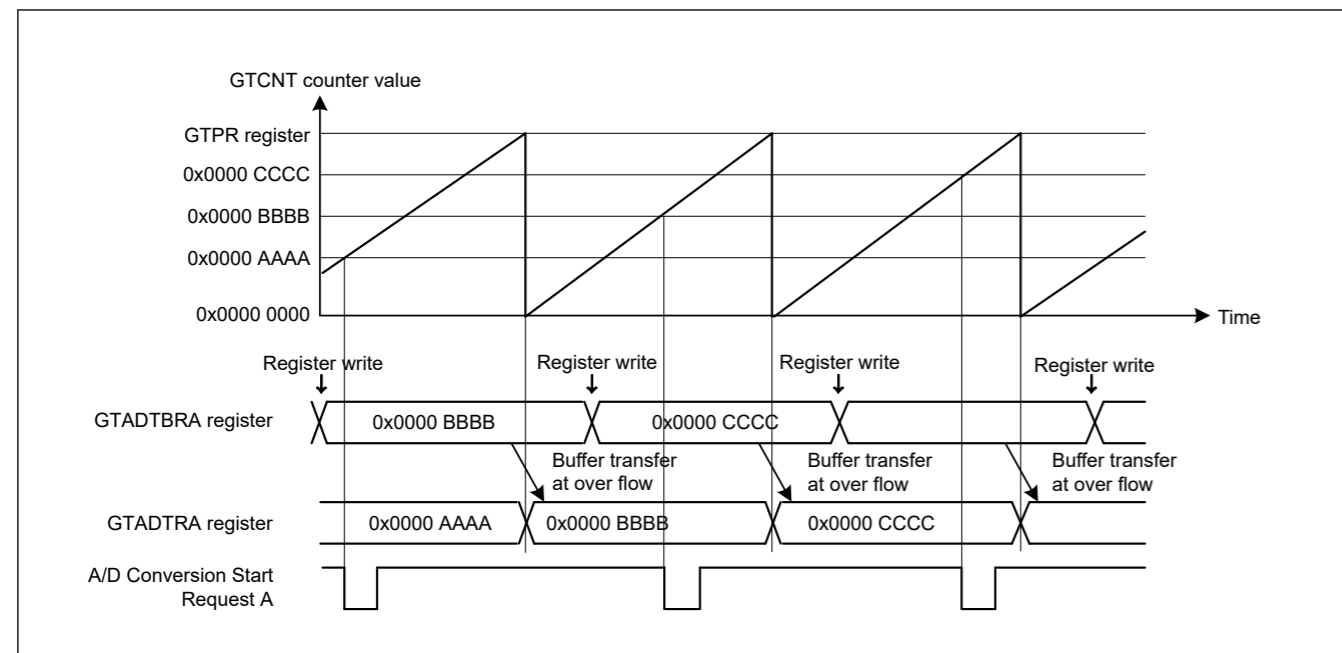 GTCNT counter value
GTPR register
0x0000 CCCC
0x0000 BBBB
0x0000 AAAA
0x0000 0000
Time
Register write
Register write
Register write
Register write
GTADTBRA register
0x0000 BBBB
0x0000 CCCC
Buffer transfer
at over flow
Buffer transfer
at over flow
Buffer transfer
at over flow
GTADTRA register
0x0000 AAAA
0x0000 BBBB
0x0000 CCCC
A/D Conversion Start
Request A